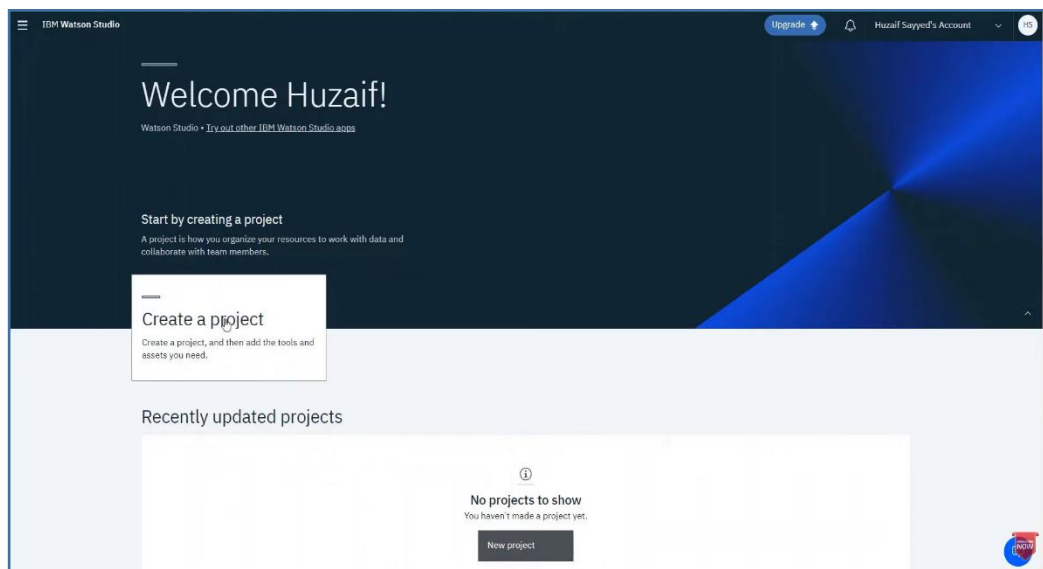 IBM Watson Studio
Upgrade
Huzaif Sayyed's Account
HS
Welcome Huzaif!
Watson Studio • Try out other IBM Watson Studio apps
Start by creating a project
A project is how you organize your resources to work with data and
collaborate with team members.
Create a project
Create a project, and then add the tools and
assets you need.
Recently updated projects
No projects to show
You haven't made a project yet.
New project
NOW